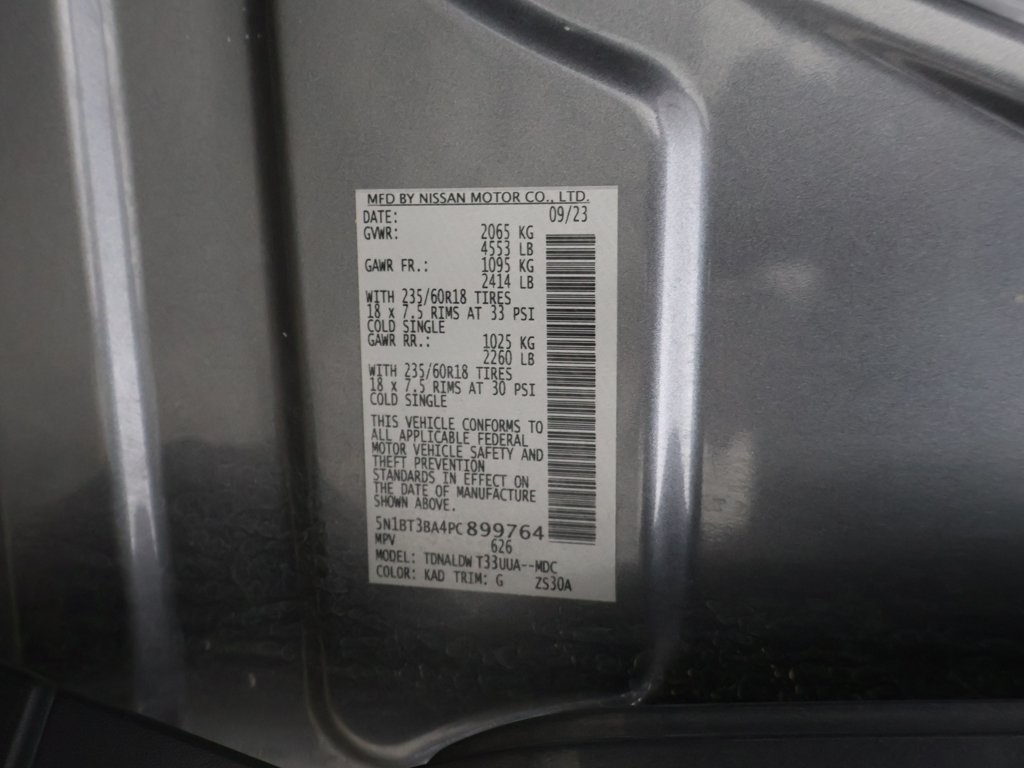 MFD BY NISSAN MOTOR CO., LTD.
DATE: 09/23
GVWR: 2065 KG
4553 LB
GAWR FR.: 1095 KG
2414 LB
WITH 235/60R18 TIRES
18 x 7.5 RIMS AT 33 PSI
COLD SINGLE
GAWR RR.: 1025 KG
2260 LB
WITH 235/60R18 TIRES
18 x 7.5 RIMS AT 30 PSI
COLD SINGLE
THIS VEHICLE CONFORMS TO
ALL APPLICABLE FEDERAL
MOTOR VEHICLE SAFETY AND
THEFT PREVENTION
STANDARDS IN EFFECT ON
THE DATE OF MANUFACTURE
SHOWN ABOVE.
5N1BT3BA4PC899764
MPV 626
MODEL: TDNALDW T33UUA--MDC
COLOR: KAD TRIM: G ZS30A